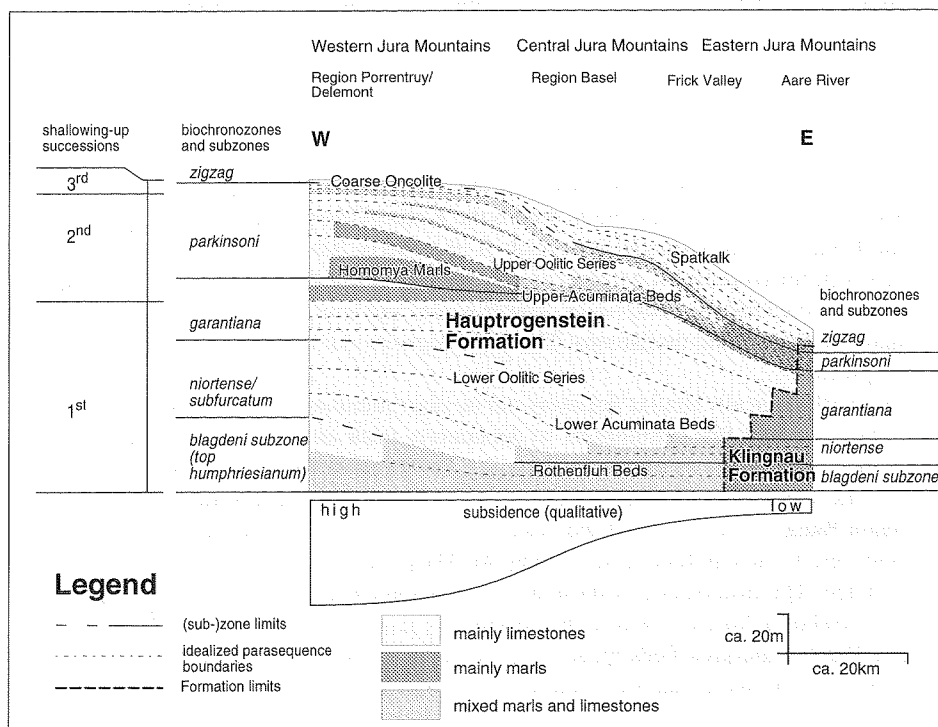 Western Jura Mountains
Central Jura Mountains
Eastern Jura Mountains
Region Porrentruy/
Delemont
Region Basel
Frick Valley
Aare River
shallowing-up
successions
biochronozones
and subzones
W
E
3rd
zigzag
Coarse Oncolite
2nd
parkinsoni
Spatkalk
Upper Oolitic Series
Homomya Marls
Upper Acuminata Beds
biochronozones
and subzones
garantiana
Hauptrogenstein
Formation
zigzag
parkinsoni
1st
niortense/
subfurcatum
Lower Oolitic Series
Lower Acuminata Beds
garantiana
blagdeni subzone
(top
humphriesianum)
Rothenfluh Beds
Klingnau
Formation
niortense
blagdeni subzone
high
subsidence (qualitative)
low
Legend
(sub-)zone limits
idealized parasequence
boundaries
Formation limits
mainly limestones
mainly marls
mixed marls and limestones
ca. 20m
ca. 20km